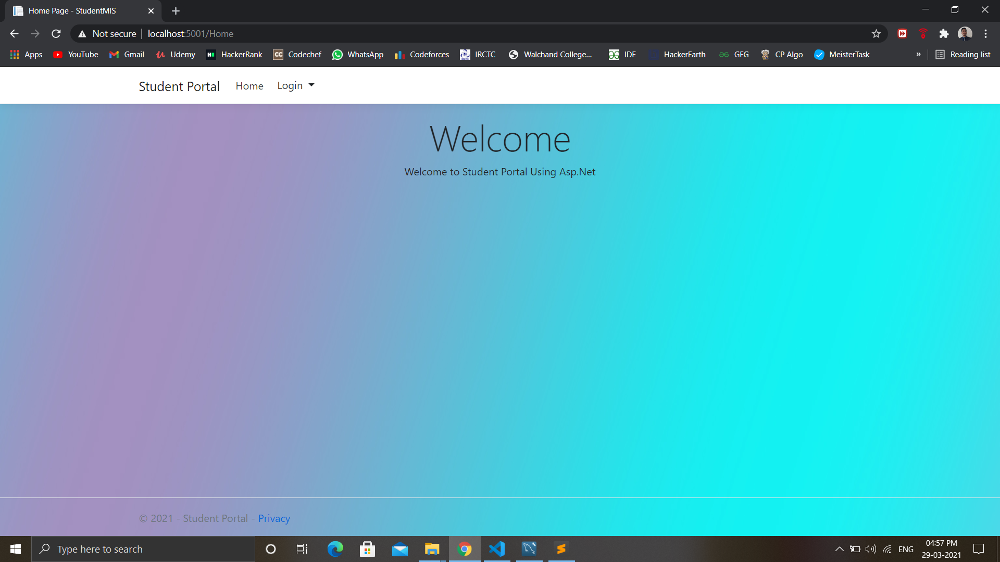 Home Page - StudentMIS
Not secure localhost:5001/Home
Apps YouTube Gmail Udemy HackerRank Codechef WhatsApp Codeforces IRCTC Walchand College... IDE HackerEarth GFG CP Algo MeisterTask » Reading list
Student Portal Home Login
Welcome
Welcome to Student Portal Using Asp.Net
© 2021 - Student Portal - Privacy
Type here to search
ENG
04:57 PM
29-03-2021